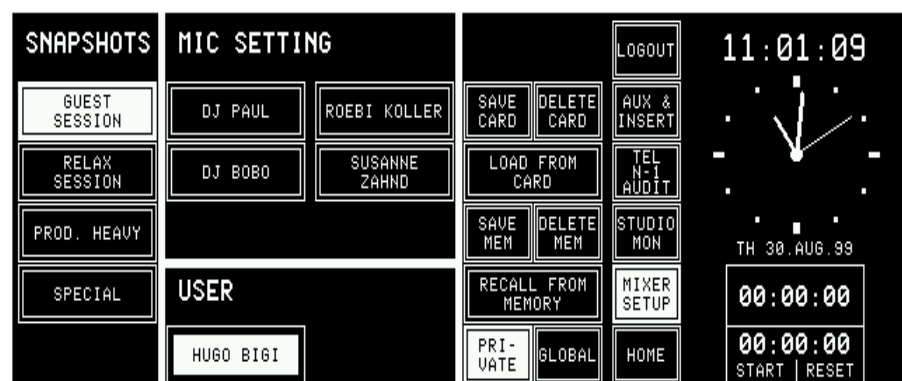 SNAPSHOTS
GUEST
SESSION
RELAX
SESSION
PROD. HEAVY
SPECIAL
MIC SETTING
DJ PAUL
ROEBI KOLLER
DJ BOBO
SUSANNE
ZAHND
USER
HUGO BIGI
LOGOUT
SAVE
CARD
DELETE
CARD
AUX &
INSERT
LOAD FROM
CARD
TEL
N-1
AUDIT
SAVE
MEM
DELETE
MEM
STUDIO
MON
RECALL FROM
MEMORY
MIXER
SETUP
PRI-
VATE
GLOBAL
HOME
11:01:09
TH 30.AUG.99
00:00:00
00:00:00
START RESET